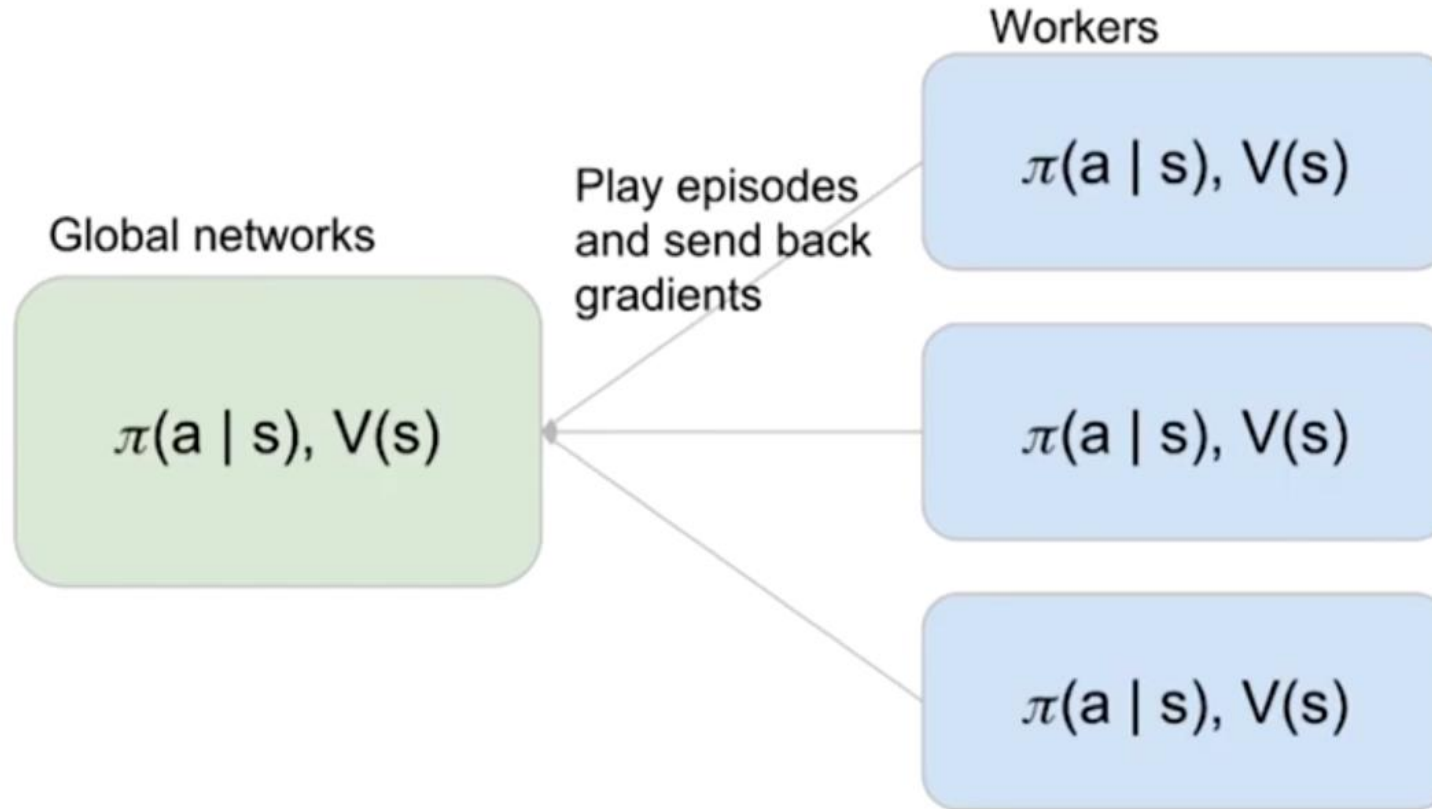 Workers
π(a | s), V(s)
Play episodes
and send back
gradients
Global networks
π(a | s), V(s)
π(a | s), V(s)
π(a | s), V(s)